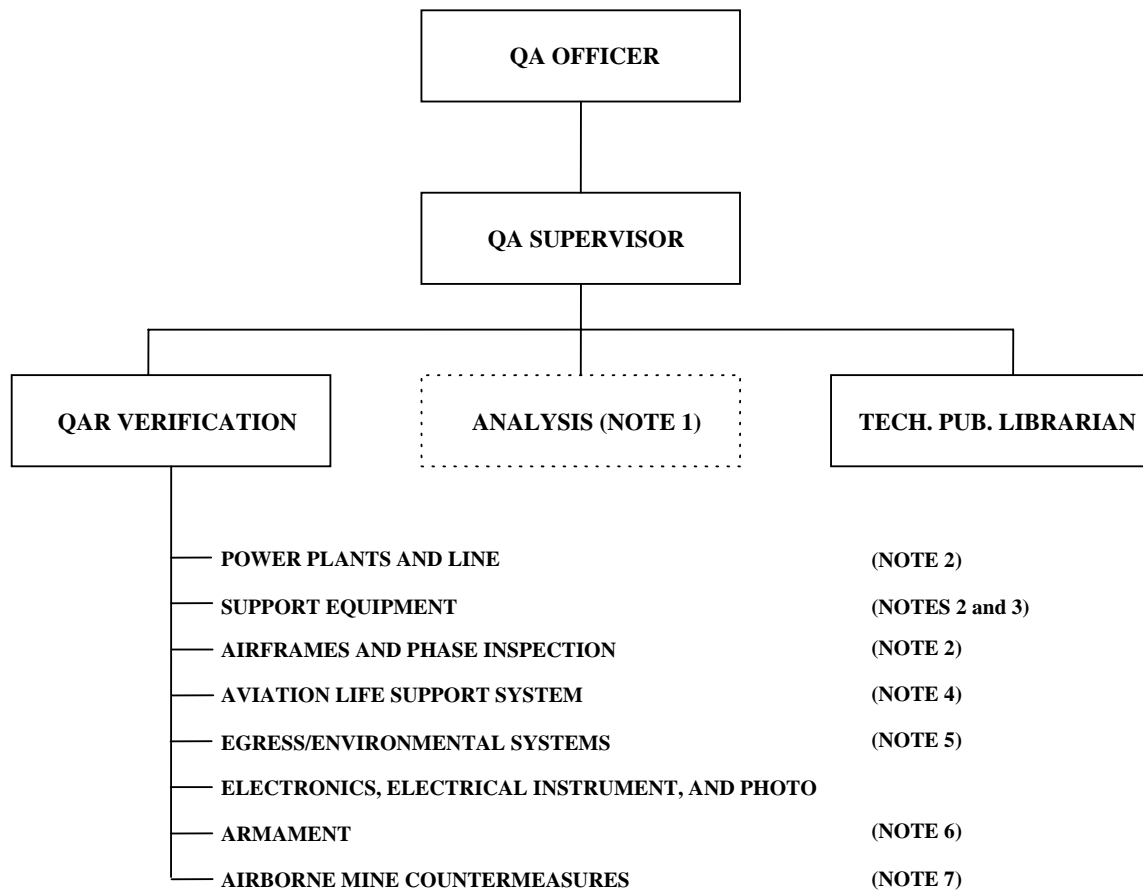 QA OFFICER
QA SUPERVISOR
QAR VERIFICATION
ANALYSIS (NOTE 1)
TECH. PUB. LIBRARIAN
POWER PLANTS AND LINE (NOTE 2)
SUPPORT EQUIPMENT (NOTES 2 and 3)
AIRFRAMES AND PHASE INSPECTION (NOTE 2)
AVIATION LIFE SUPPORT SYSTEM (NOTE 4)
EGRESS/ENVIRONMENTAL SYSTEMS (NOTE 5)
ELECTRONICS, ELECTRICAL INSTRUMENT, AND PHOTO
ARMAMENT (NOTE 6)
AIRBORNE MINE COUNTERMEASURES (NOTE 7)